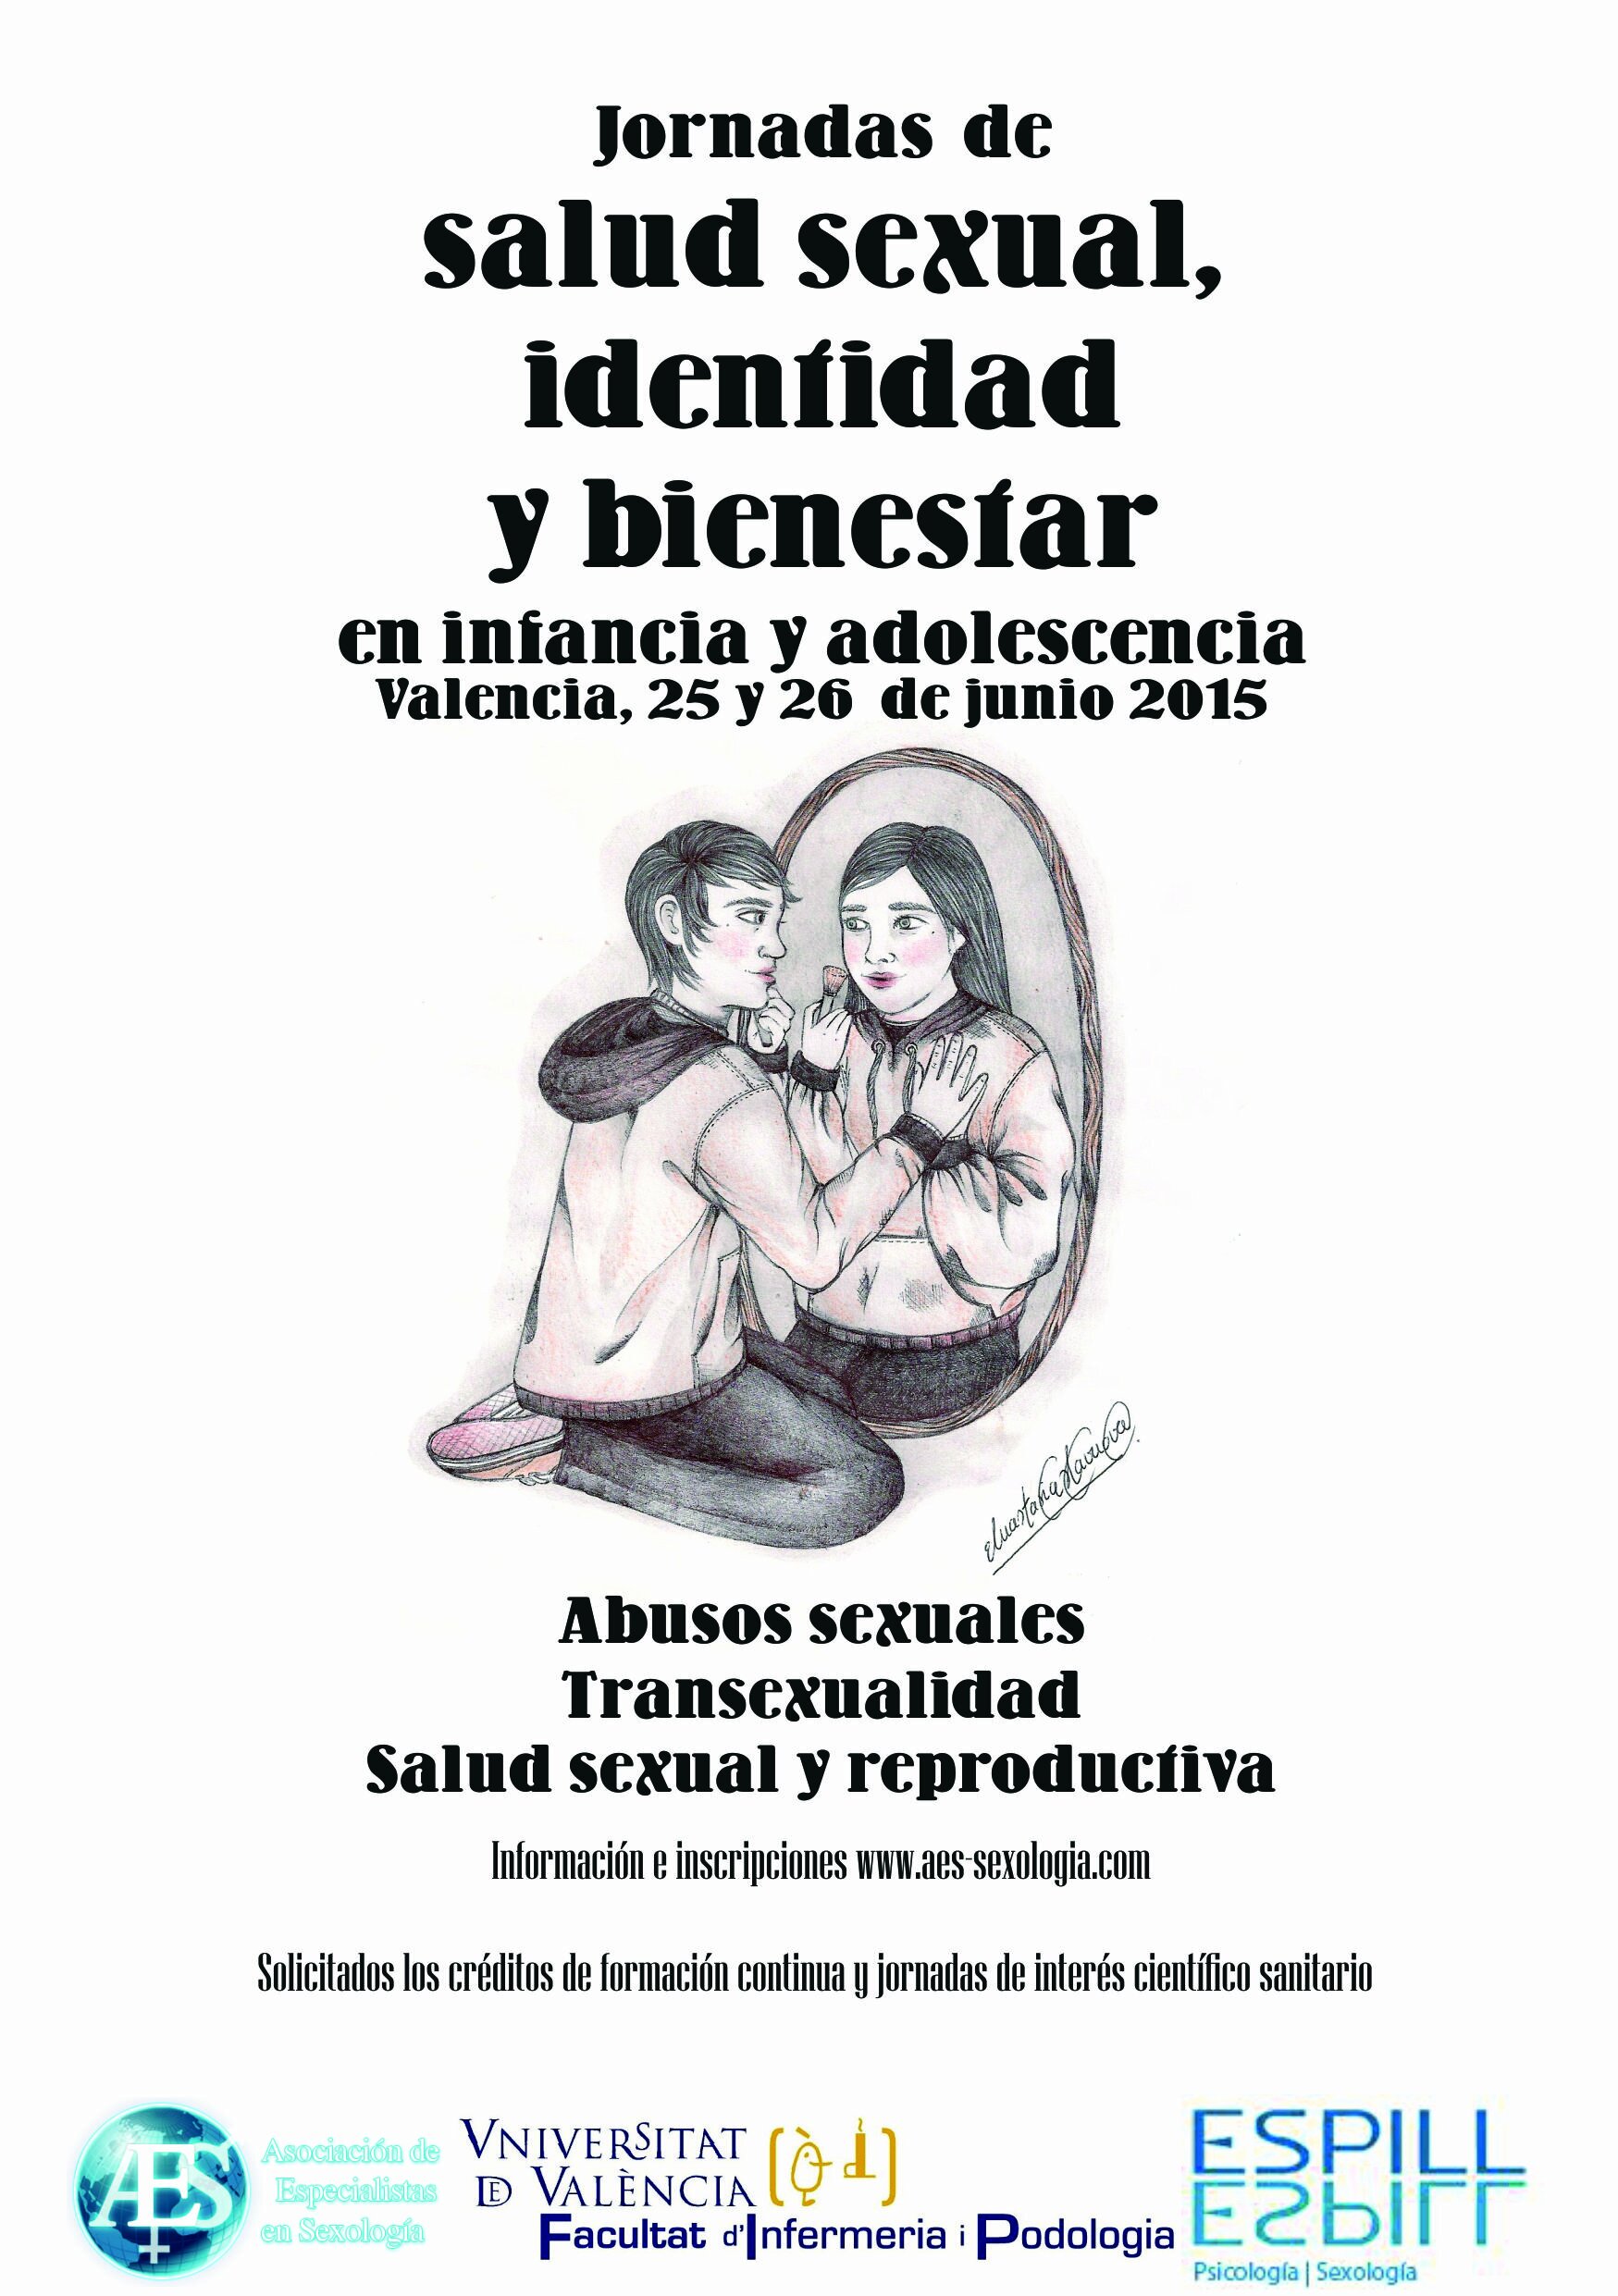 Jornadas de
salud sexual,
identidad
y bienestar
en infancia y adolescencia
Valencia, 25 y 26 de junio 2015
Abusos sexuales
Transexualidad
Salud sexual y reproductiva
Información e inscripciones www.aes-sexologia.com
Solicitados los créditos de formación continua y jornadas de interés científico sanitario
AES
Asociación de
Especialistas
en Sexología
VNIVERSITAT
DE VALÈNCIA
Facultat d'Infermeria i Podologia
ESPILL
Psicología | Sexología